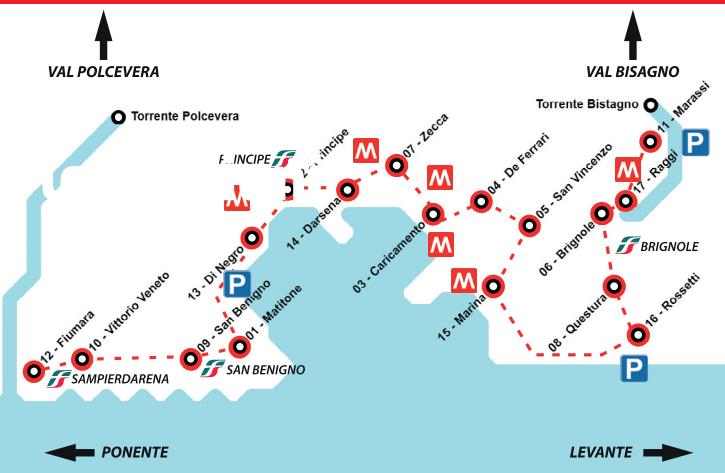 VAL POLCEVERA
VAL BISAGNO
Torrente Polcevera
Torrente Bistagno
11 - Marassi
P
07 - Zecca
M
M
RINCIPE
ncipe
04 - De Ferrari
05 - San Vincenzo
M
17 - Raggi
M
14 - Darsena
03 - Caricamento
M
06 - Brignole
BRIGNOLE
13 - Di Negro
P
M
15 - Marina
08 - Questura
16 - Rossetti
10 - Vittorio Veneto
09 - San Benigno
01 - Matitone
12 - Fiumara
SAMPIERDARENA
SAN BENIGNO
P
PONENTE
LEVANTE